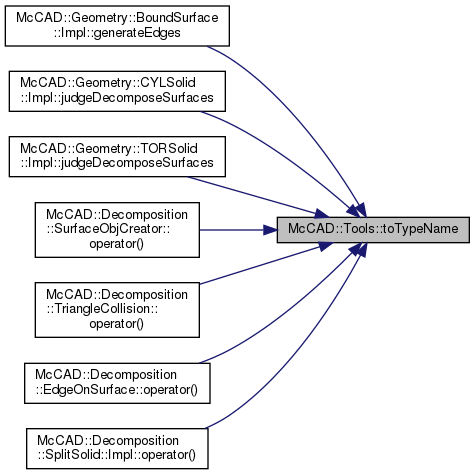 McCAD::Geometry::BoundSurface
::Impl::generateEdges
McCAD::Geometry::CYLSolid
::Impl::judgeDecomposeSurfaces
McCAD::Geometry::TORSolid
::Impl::judgeDecomposeSurfaces
McCAD::Decomposition
::SurfaceObjCreator::
operator()
McCAD::Tools::toTypeName
McCAD::Decomposition
::TriangleCollision::
operator()
McCAD::Decomposition
::EdgeOnSurface::operator()
McCAD::Decomposition
::SplitSolid::Impl::operator()